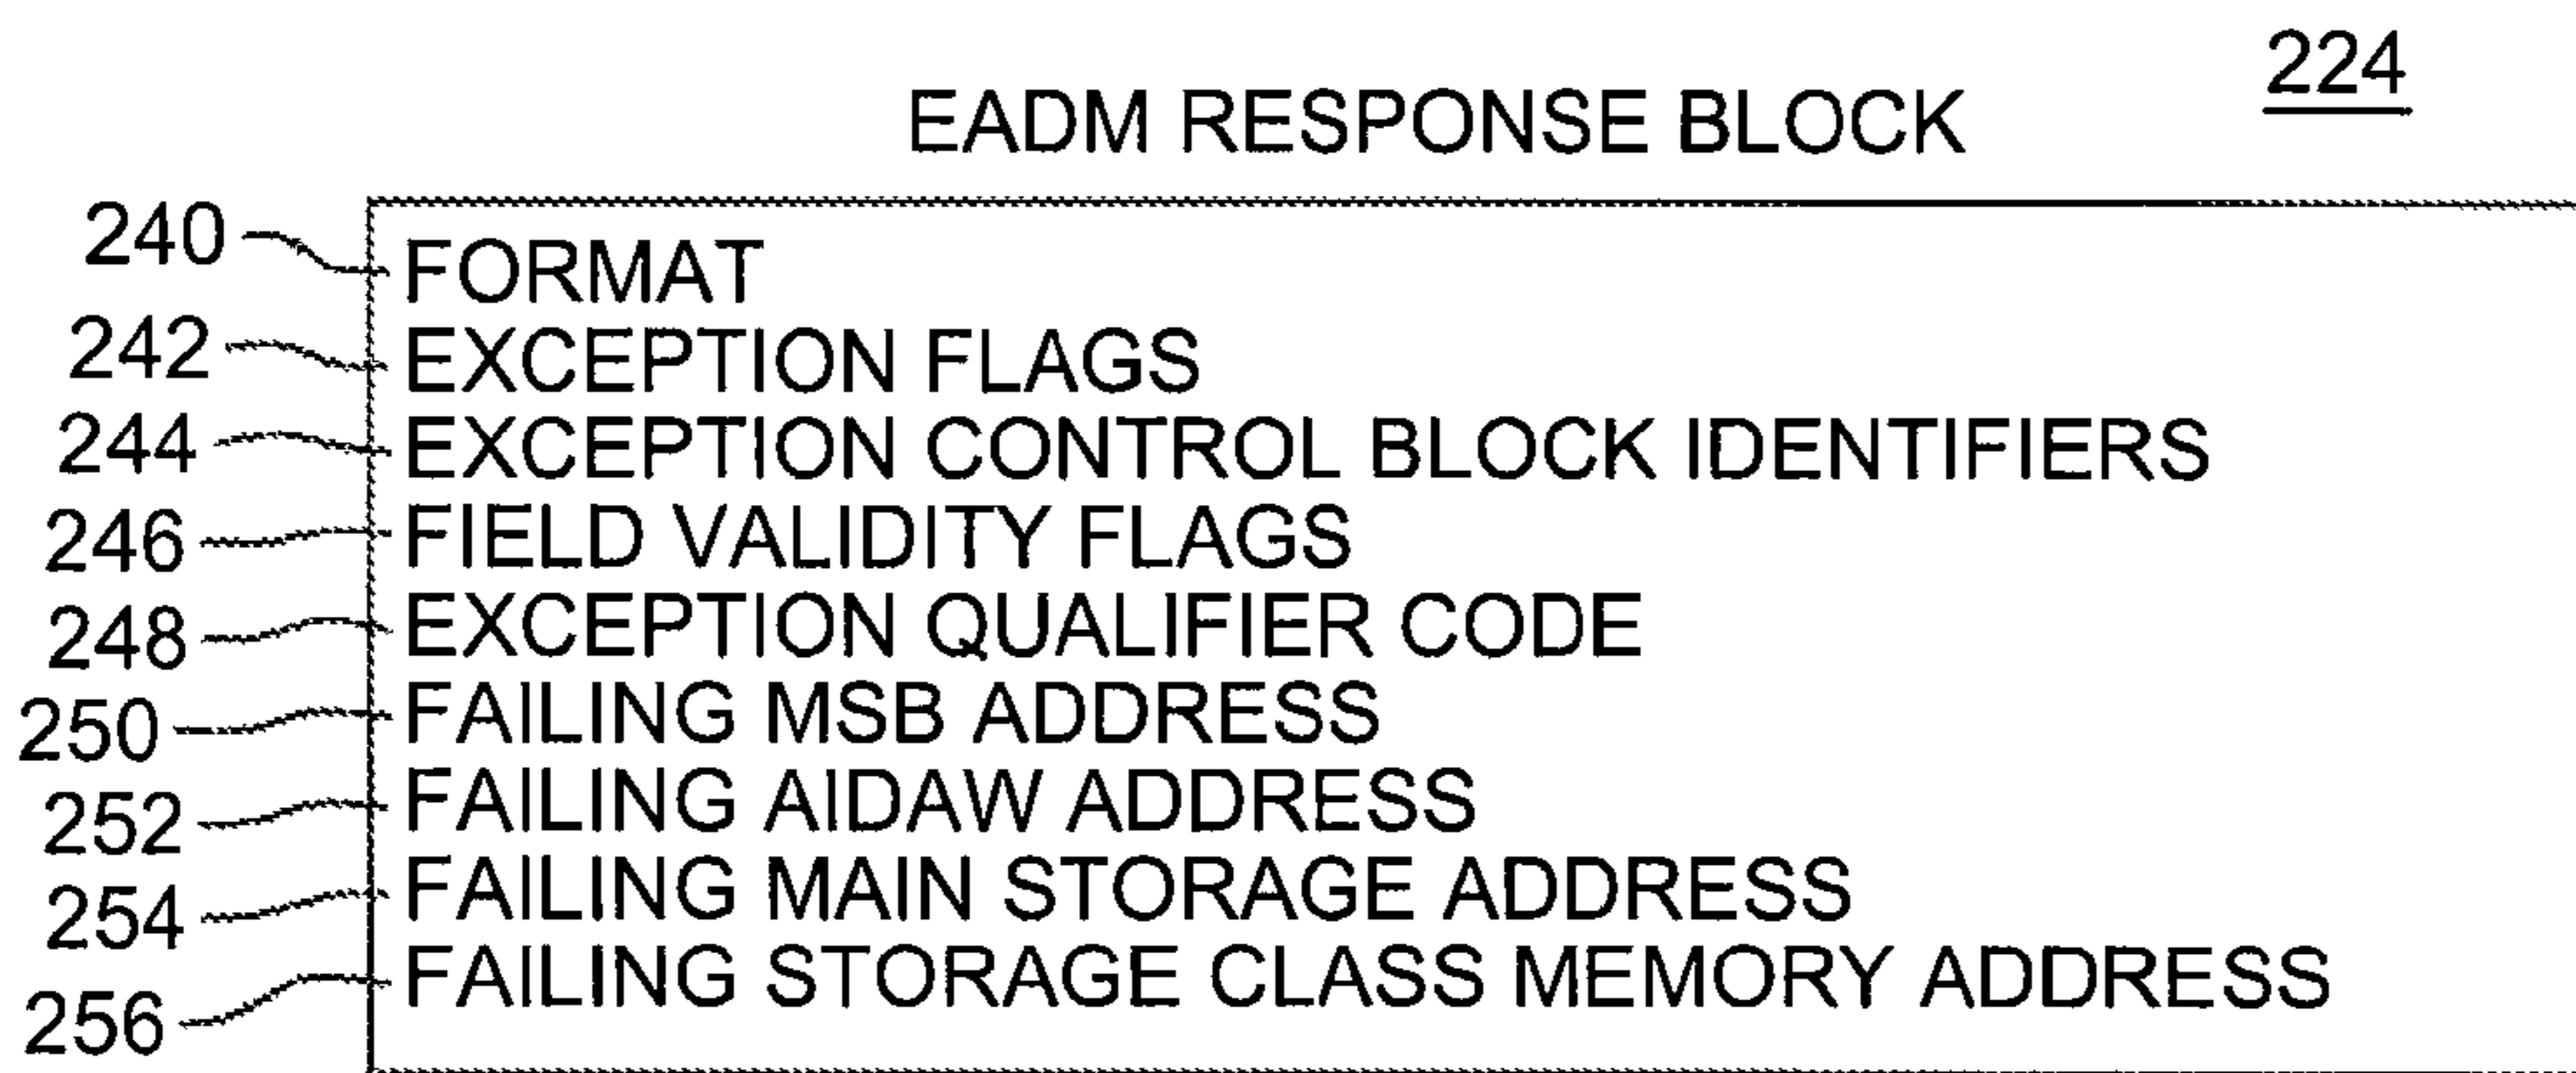 224
EADM RESPONSE BLOCK
240 FORMAT
242 EXCEPTION FLAGS
244 EXCEPTION CONTROL BLOCK IDENTIFIERS
246 FIELD VALIDITY FLAGS
248 EXCEPTION QUALIFIER CODE
250 FAILING MSB ADDRESS
252 FAILING AIDAW ADDRESS
254 FAILING MAIN STORAGE ADDRESS
256 FAILING STORAGE CLASS MEMORY ADDRESS